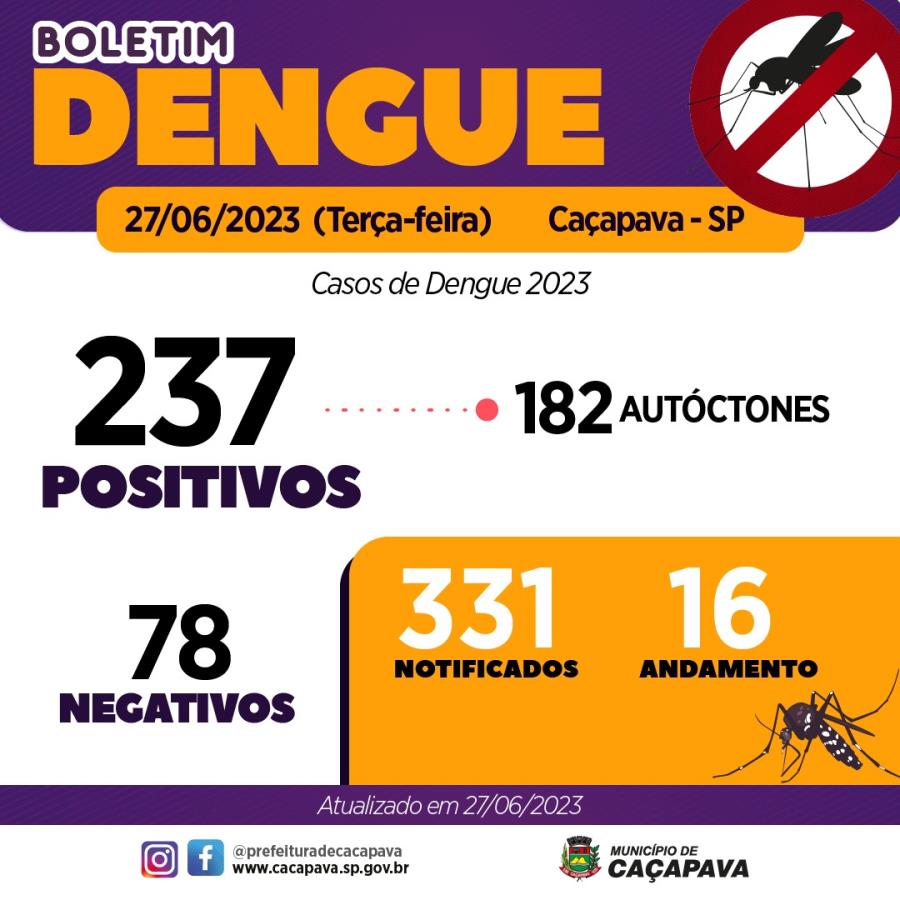 BOLETIM
DENGUE
27/06/2023 (Terça-feira) Caçapava - SP
Casos de Dengue 2023
237
POSITIVOS
182 AUTÓCTONES
78
NEGATIVOS
331
NOTIFICADOS
16
ANDAMENTO
Atualizado em 27/06/2023
@prefeituradecacapava
www.cacapava.sp.gov.br
MUNICÍPIO DE
CAÇAPAVA